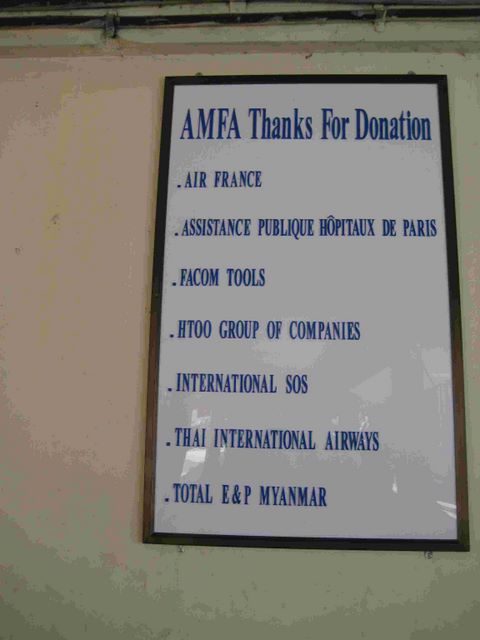 AMFA Thanks For Donation
. AIR FRANCE
. ASSISTANCE PUBLIQUE HÔPITAUX DE PARIS
. FACOM TOOLS
. HTOO GROUP OF COMPANIES
. INTERNATIONAL SOS
. THAI INTERNATIONAL AIRWAYS
. TOTAL E&P MYANMAR